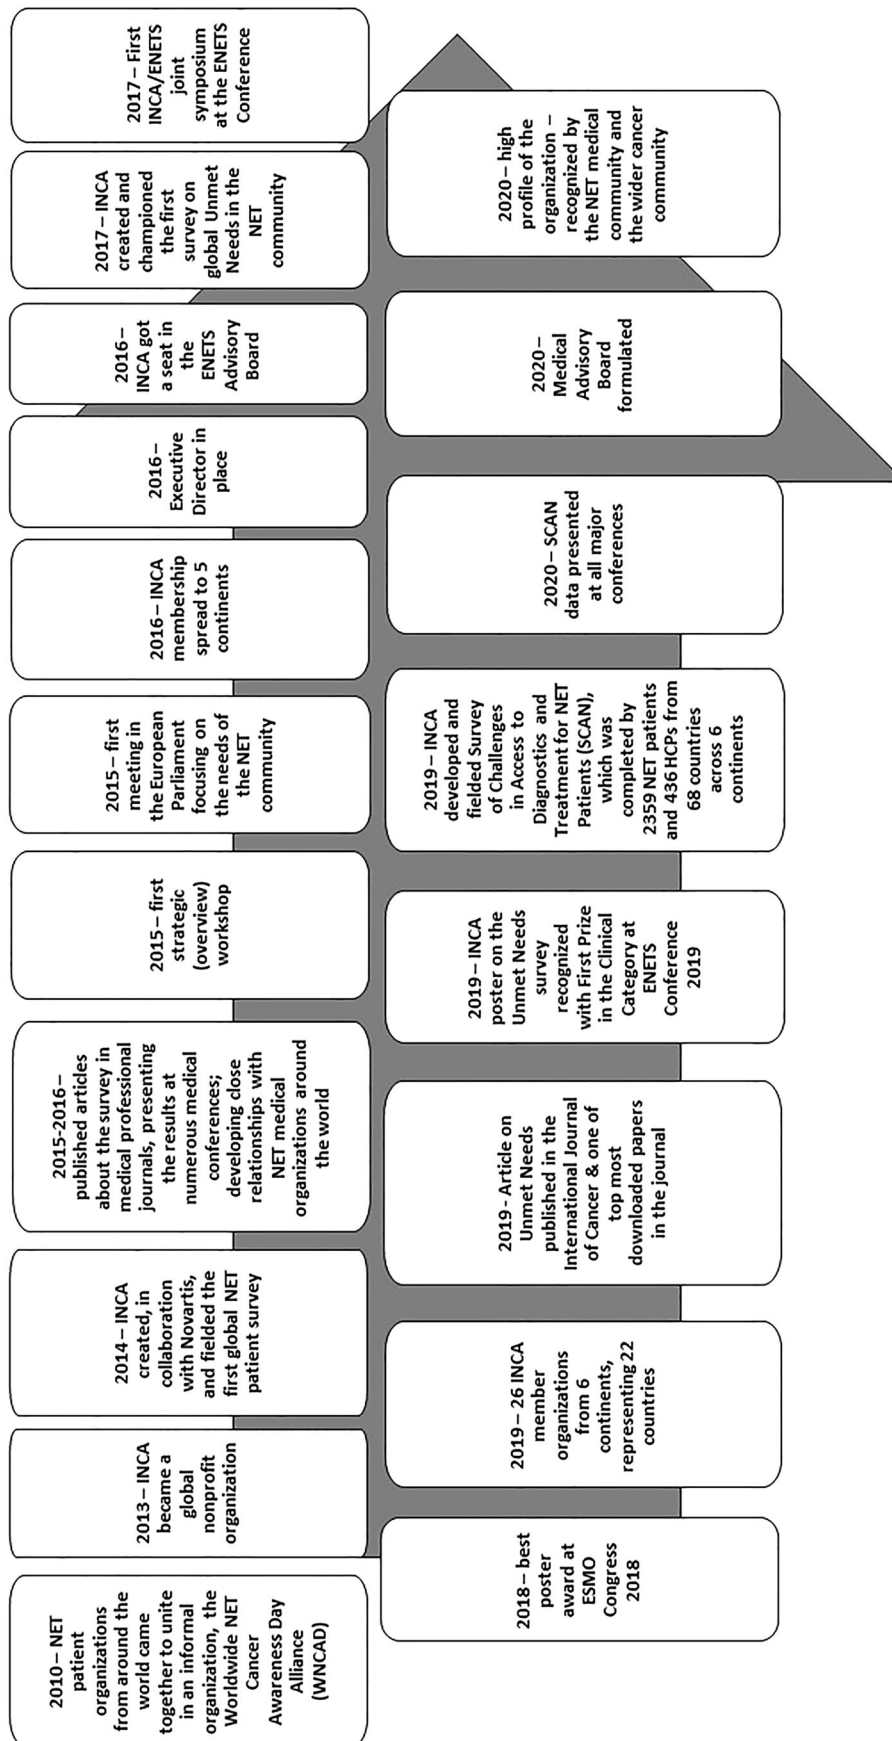 2010 – NET
patient
organizations
from around the
world came
together to unite
in an informal
organization, the
Worldwide NET
Cancer
Awareness Day
Alliance
(WNCAD)
2013 – INCA
became a
global
nonprofit
organization
2014 – INCA
created, in
collaboration
with Novartis,
and fielded the
first global NET
patient survey
2015-2016 –
published articles
about the survey in
medical professional
journals, presenting
the results at
numerous medical
conferences;
developing close
relationships with
NET medical
organizations around
the world
2015 – first
strategic
(overview)
workshop
2015 – first
meeting in
the European
Parliament
focusing on
the needs of
the NET
community
2016 – INCA
membership
spread to 5
continents
2016 –
Executive
Director in
place
2016 –
INCA got
a seat in
the
ENETS
Advisory
Board
2017 – INCA
created and
championed
the first
survey on
global Unmet
Needs in the
NET
community
2017 – First
INCA/ENETS
joint
symposium
at the ENETS
Conference
2018 – best
poster
award at
ESMO
Congress
2018
2019 – 26 INCA
member
organizations
from 6
continents,
representing 22
countries
2019 - Article on
Unmet Needs
published in the
International Journal
of Cancer & one of
top most
downloaded papers
in the journal
2019 – INCA
poster on the
Unmet Needs
survey
recognized
with First Prize
in the Clinical
Category at
ENETS
Conference
2019
2019 – INCA
developed and
fielded Survey
of Challenges
in Access to
Diagnostics and
Treatment for NET
Patients (SCAN),
which was
completed by
2359 NET patients
and 436 HCPs from
68 countries
across 6
continents
2020 – SCAN
data presented
at all major
conferences
2020 –
Medical
Advisory
Board
formulated
2020 – high
profile of the
organization –
recognized by
the NET medical
community and
the wider cancer
community